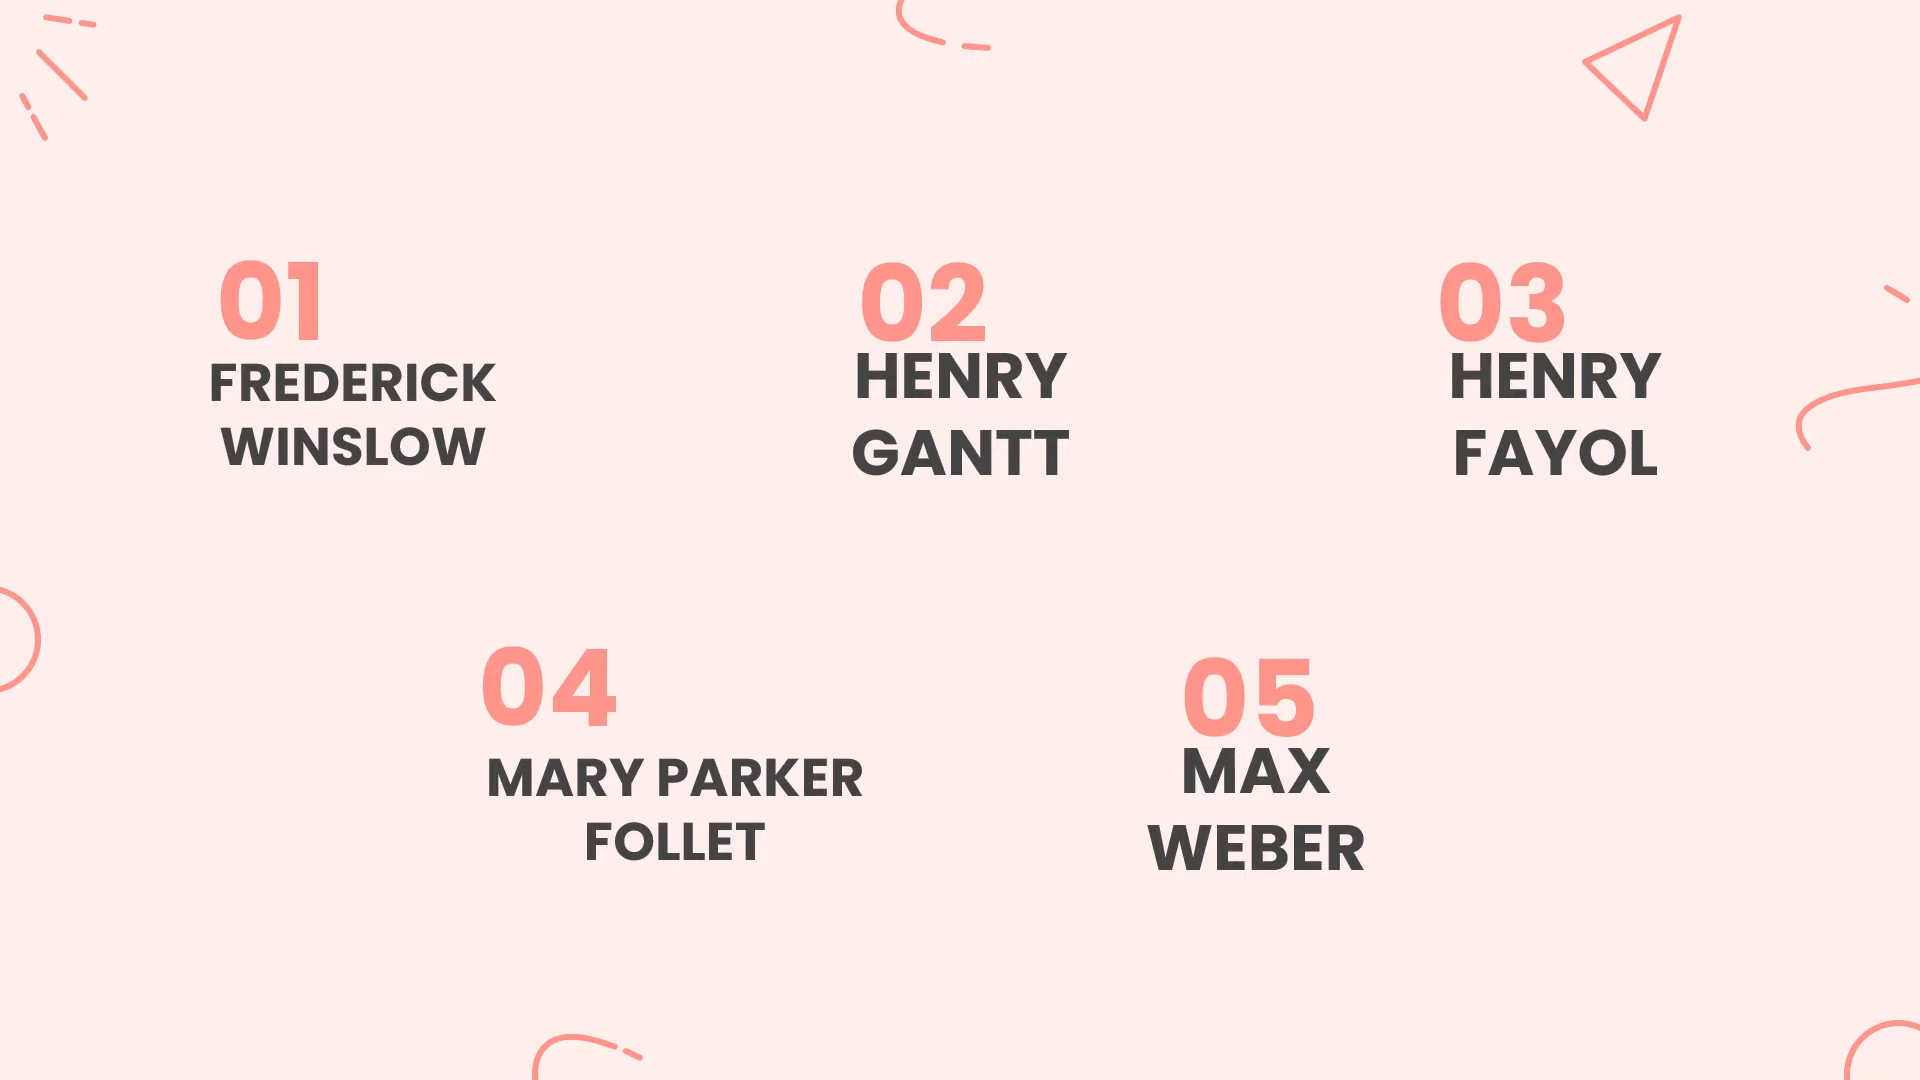 01
FREDERICK
WINSLOW
02
HENRY
GANTT
03
HENRY
FAYOL
04
MARY PARKER
FOLLET
05
MAX
WEBER